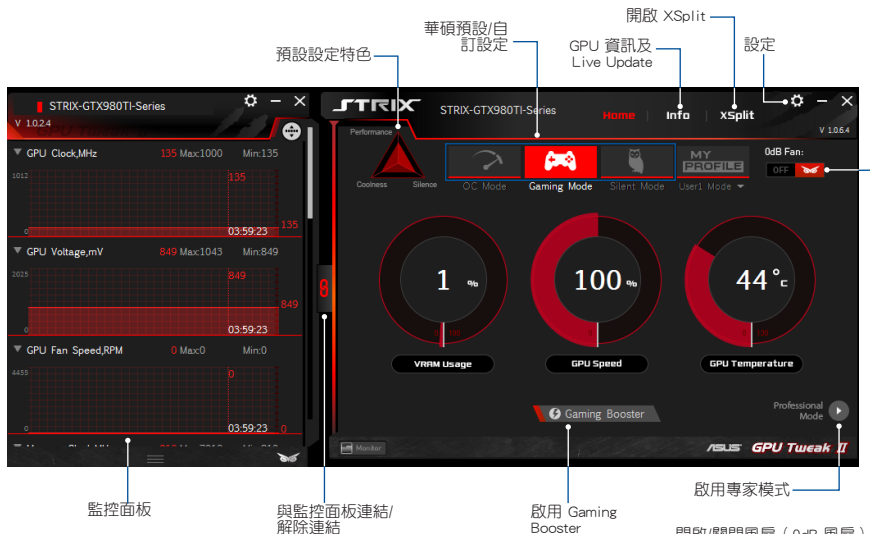 開啟 XSplit
華碩預設/自
訂設定
GPU 資訊及
Live Update
設定
預設設定特色
STRIX-GTX980TI-Series
V 1.0.2.4
GPU Clock,MHz 135 Max:1000 Min:135
1012
135
135
0
03:59:23
GPU Voltage,mV 849 Max:1043 Min:849
2025
849
849
0
03:59:23
GPU Fan Speed,RPM 0 Max:0 Min:0
4455
0
0
0
03:59:23
STRIX
STRIX-GTX980TI-Series
Home
Info
XSplit
V 1.0.6.4
Performance
Coolness
Silence
OC Mode
Gaming Mode
Silent Mode
MY
PROFILE
User1 Mode
0dB Fan:
OFF
1 %
VRAM Usage
100 %
GPU Speed
44°c
GPU Temperature
Gaming Booster
Professional
Mode
Monitor
ASUS GPU Tweak II
監控面板
與監控面板連結/
解除連結
啟用 Gaming
Booster
啟用專家模式